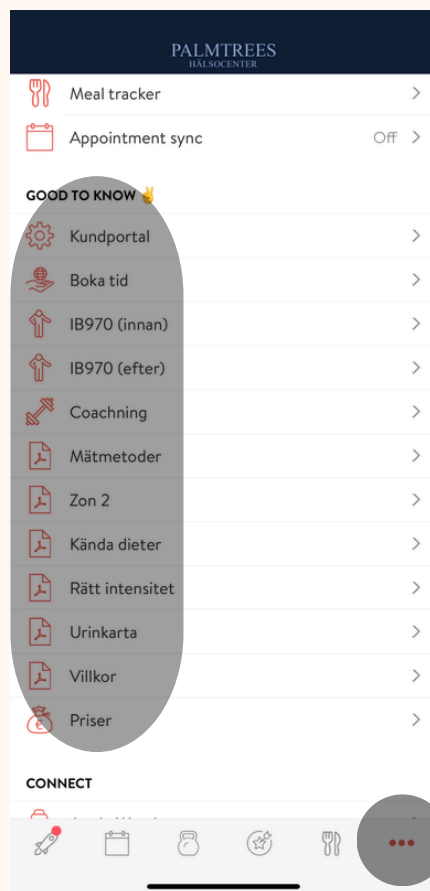 PALMTREES
HÄLSOCENTER
Meal tracker
Appointment sync Off
GOOD TO KNOW ✌️
Kundportal
Boka tid
IB970 (innan)
IB970 (efter)
Coachning
Mätmetoder
Zon 2
Kända dieter
Rätt intensitet
Urinkarta
Villkor
Priser
CONNECT